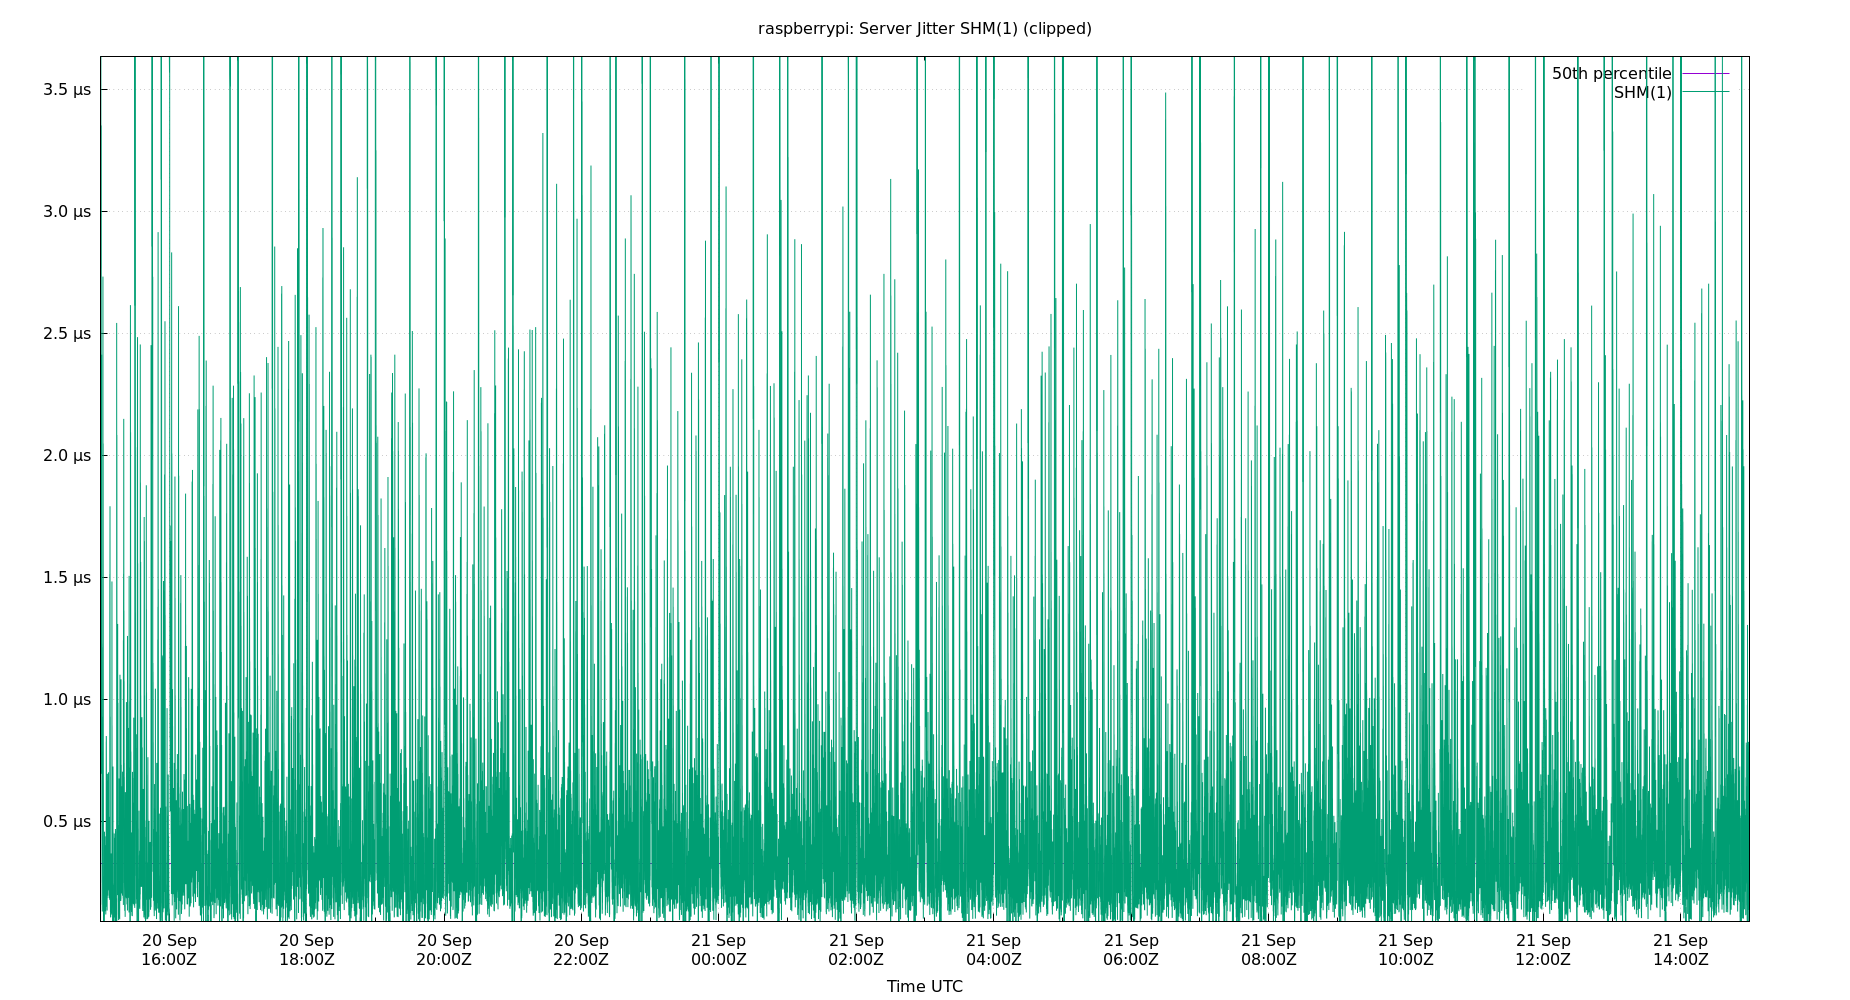 raspberrypi: Server Jitter SHM(1) (clipped)
50th percentile
SHM(1)
3.5 μs
3.0 μs
2.5 μs
2.0 μs
1.5 μs
1.0 μs
0.5 μs
20 Sep 20 Sep 20 Sep 20 Sep 21 Sep 21 Sep 21 Sep 21 Sep 21 Sep 21 Sep 21 Sep 21 Sep
16:00Z 18:00Z 20:00Z 22:00Z 00:00Z 02:00Z 04:00Z 06:00Z 08:00Z 10:00Z 12:00Z 14:00Z
Time UTC